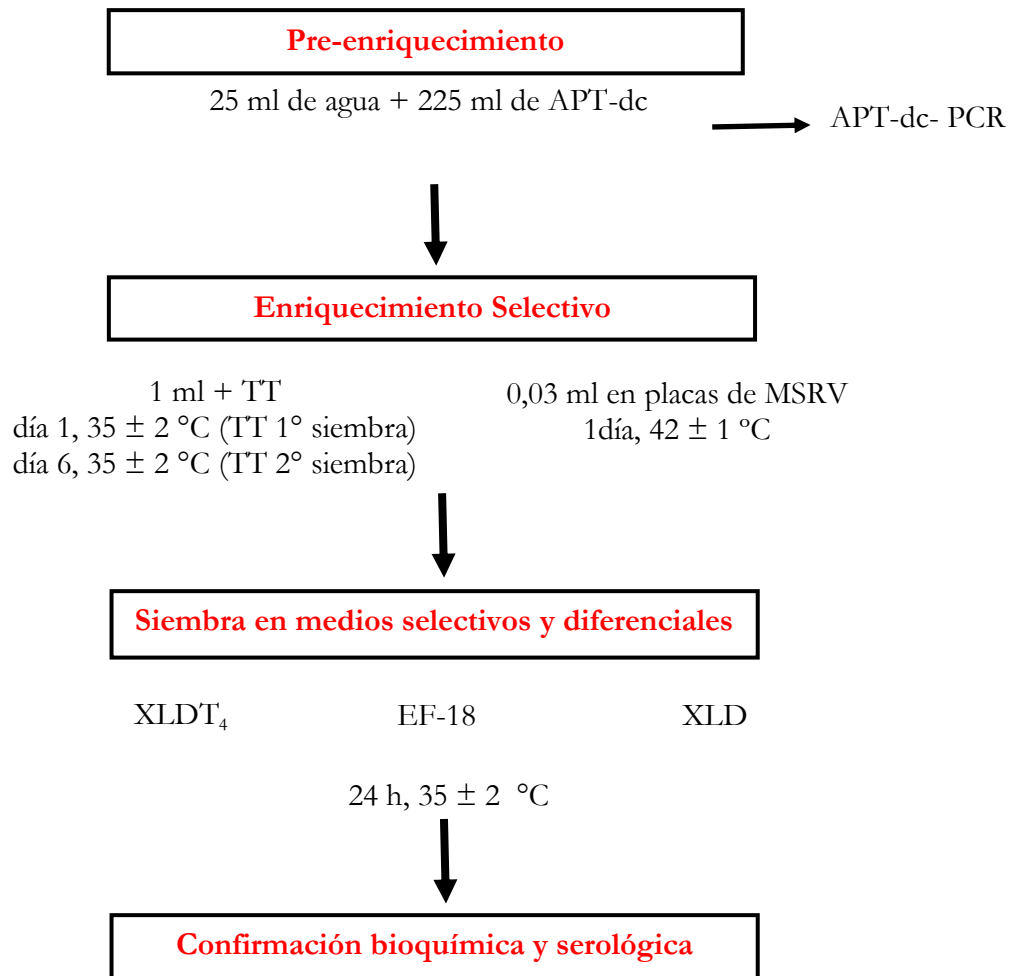 Pre-enriquecimiento
25 ml de agua + 225 ml de APT-dc
APT-dc- PCR
Enriquecimiento Selectivo
1 ml + TT
día 1, 35 ± 2 °C (TT 1° siembra)
día 6, 35 ± 2 °C (TT 2° siembra)
0,03 ml en placas de MSRV
1día, 42 ± 1 ºC
Siembra en medios selectivos y diferenciales
XLDT₄ EF-18 XLD
24 h, 35 ± 2 °C
Confirmación bioquímica y serológica